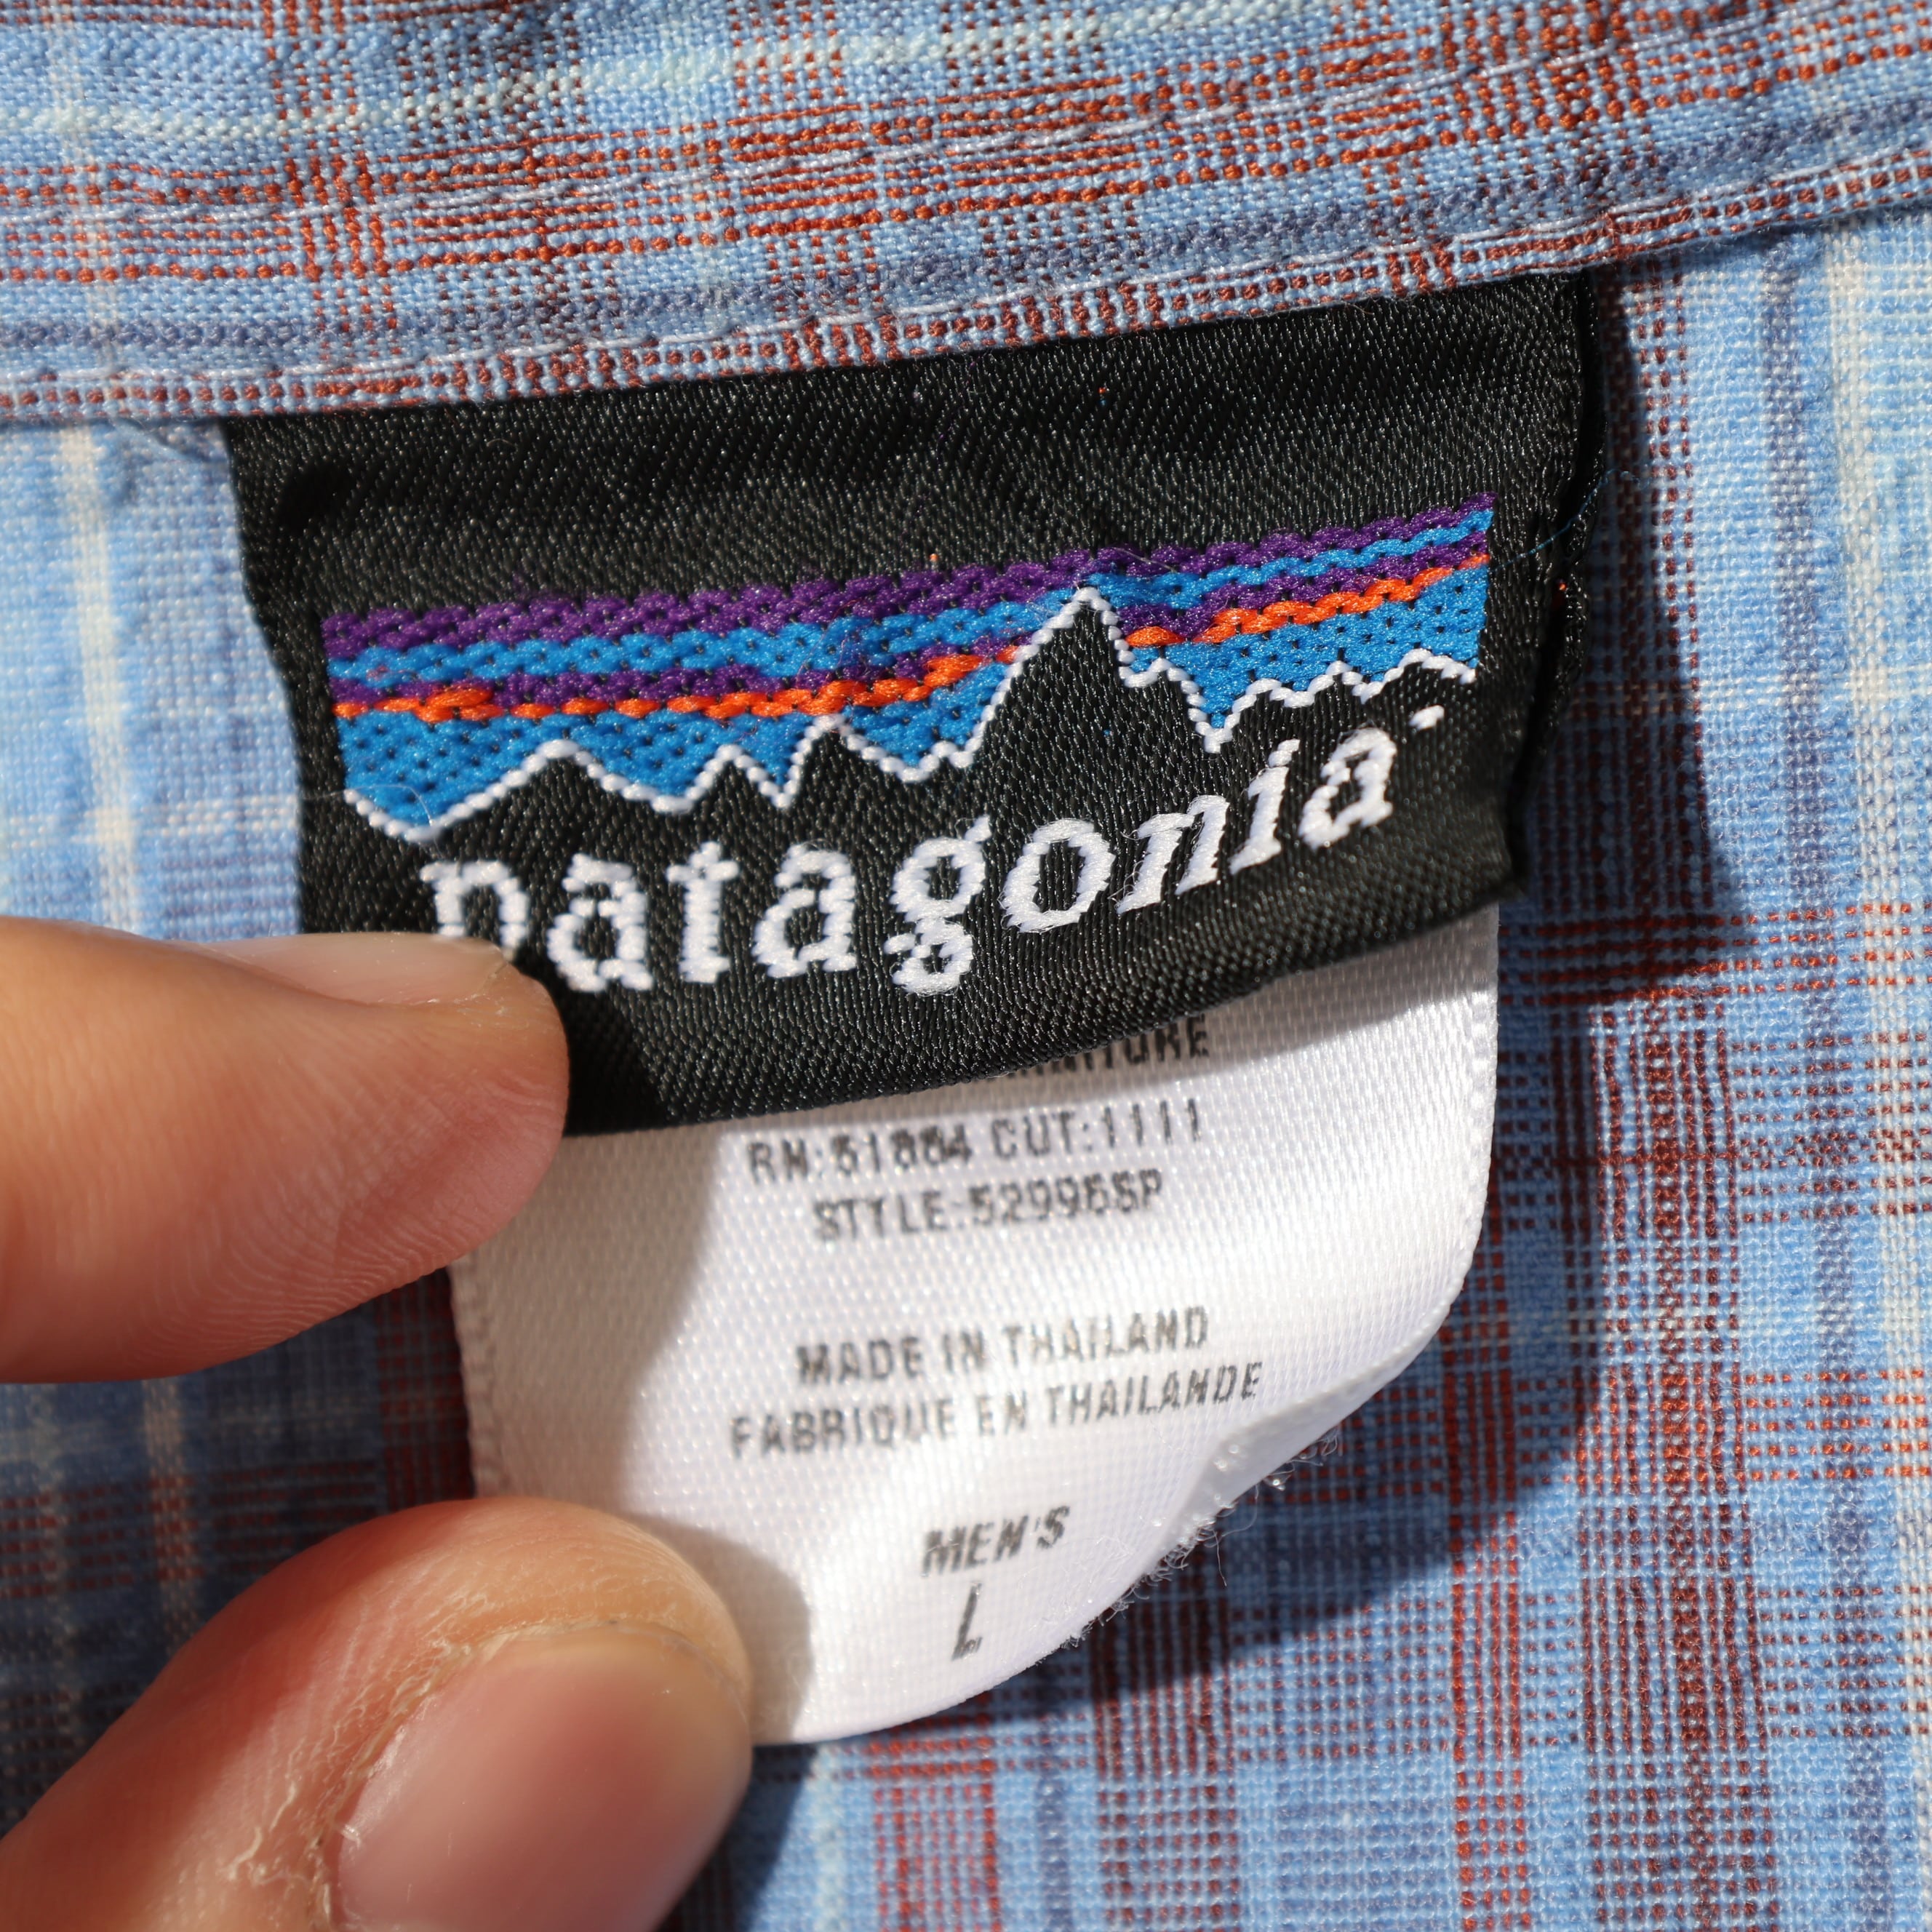 patagonia
RN:51884 CUT:1111
STYLE:52996SP
MADE IN THAILAND
FABRIQUE EN THAILANDE
MEN'S
L